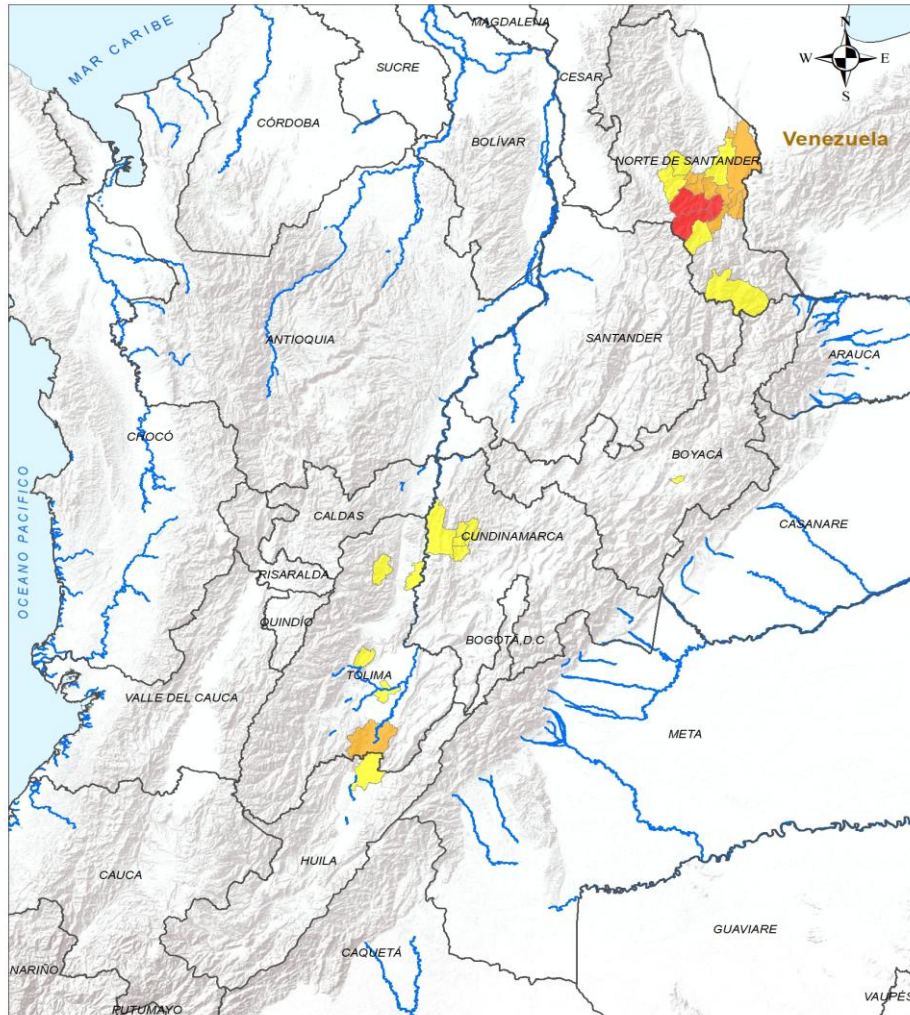 MAGDALENA
MAR CARIBE
N
W
E
S
SUCRE
CESAR
CÓRDOBA
BOLÍVAR
Venezuela
NORTE DE SANTANDER
ANTIOQUIA
SANTANDER
ARAUCA
CHOCÓ
BOYACÁ
OCEANO PACIFICO
CALDAS
CUNDINAMARCA
CASANARE
RISARALDA
QUINDÍO
BOGOTÁ,D.C
TOLIMA
VALLE DEL CAUCA
META
HUILA
CAUCA
GUAVIARE
CAQUETÁ
NARIÑO
PUTUMAYO
VAUPÉS